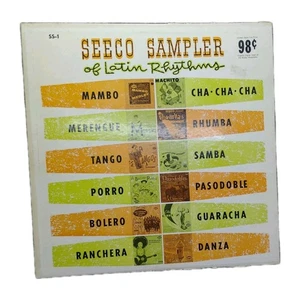 SS-1
SEECO SAMPLER
98¢
of Latin Rhythms
MACHITO
MAMBO
CHA-CHA-CHA
MERENGUE
RHUMBA
TANGO
SAMBA
PORRO
PASODOBLE
BOLERO
GUARACHA
RANCHERA
DANZA